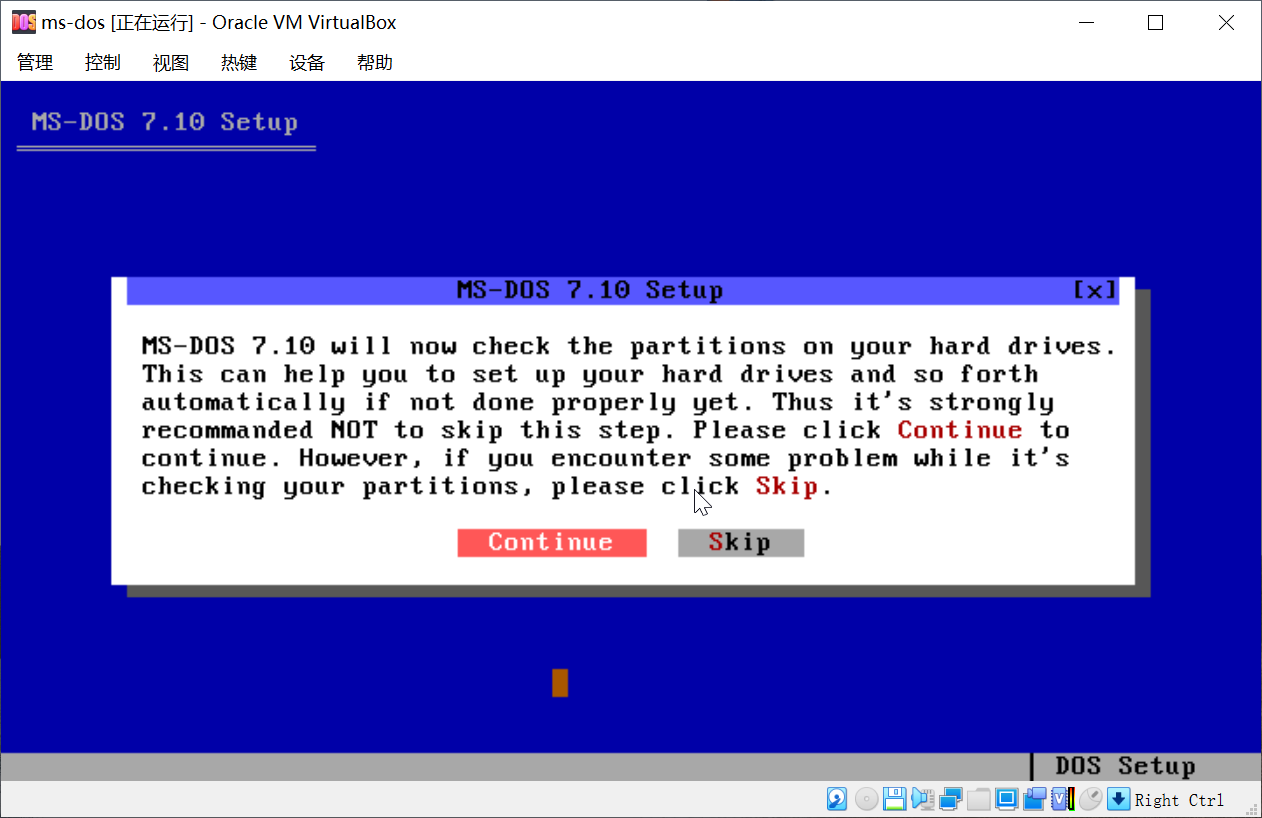 DOS ms-dos [正在运行] - Oracle VM VirtualBox
管理 控制 视图 热键 设备 帮助
MS-DOS 7.10 Setup
MS-DOS 7.10 Setup [x]
MS-DOS 7.10 will now check the partitions on your hard drives.
This can help you to set up your hard drives and so forth
automatically if not done properly yet. Thus it's strongly
recommanded NOT to skip this step. Please click Continue to
continue. However, if you encounter some problem while it's
checking your partitions, please click Skip.
Continue Skip
DOS Setup
Right Ctrl